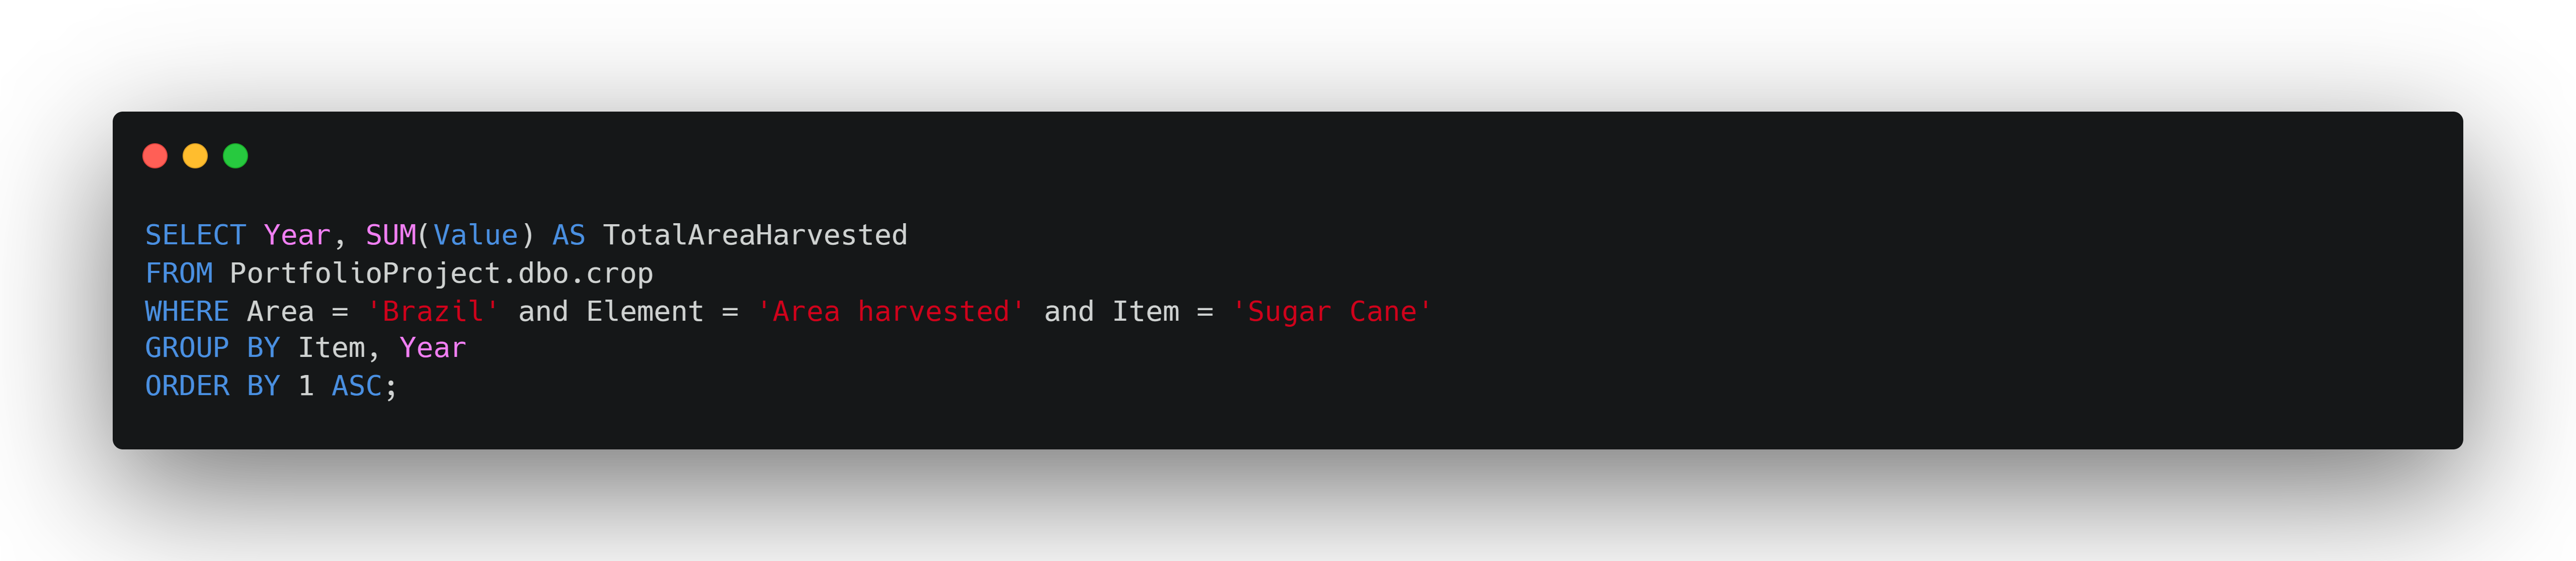 SELECT Year, SUM(Value) AS TotalAreaHarvested
FROM PortfolioProject.dbo.crop
WHERE Area = 'Brazil' and Element = 'Area harvested' and Item = 'Sugar Cane'
GROUP BY Item, Year
ORDER BY 1 ASC;